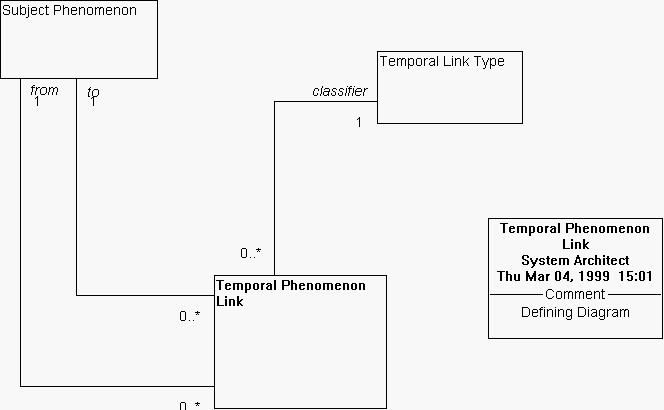 Subject Phenomenon
from
1
to
1
Temporal Link Type
classifier
1
0..*
Temporal Phenomenon
Link
0..*
0..*
Temporal Phenomenon
Link
System Architect
Thu Mar 04, 1999 15:01
Comment
Defining Diagram